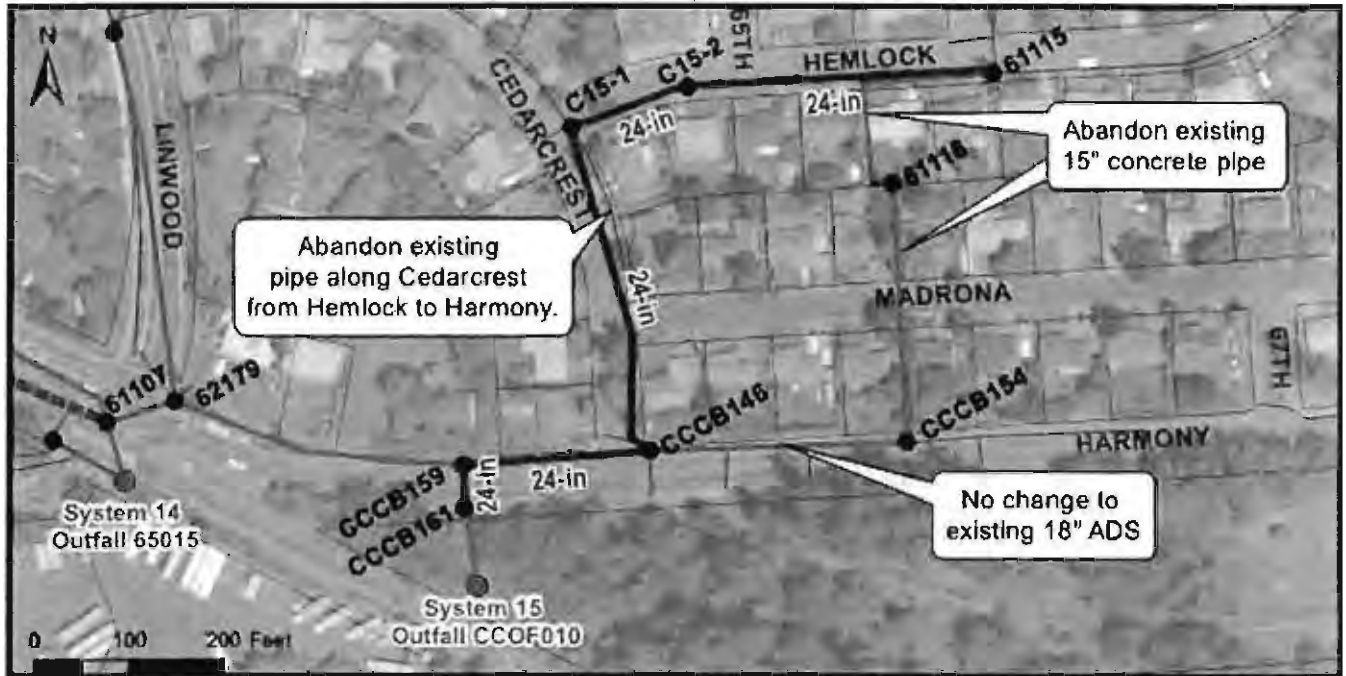 N
LINWOOD
CEDARCREST
C15-1
C15-2
65TH
HEMLOCK
61115
24-in
24-in
Abandon existing
15" concrete pipe
61116
Abandon existing
pipe along Cedarcrest
from Hemlock to Harmony.
24-in
MADRONA
67TH
61107
62179
CCCB146
CCCB154
HARMONY
CCCB159
24-in
24-in
CCCB161
No change to
existing 18" ADS
System 14
Outfall 65015
System 15
Outfall CCOF010
0 100 200 Feet